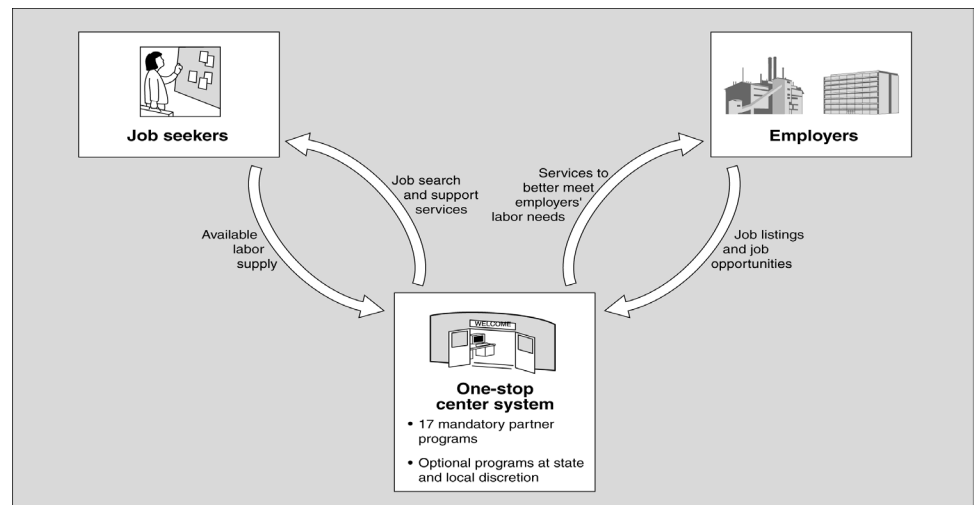 Job seekers
Employers
Job search
and support
services
Services to
better meet
employers'
labor needs
Available
labor
supply
Job listings
and job
opportunities
WELCOME
One-stop
center system
• 17 mandatory partner
programs
• Optional programs at state
and local discretion